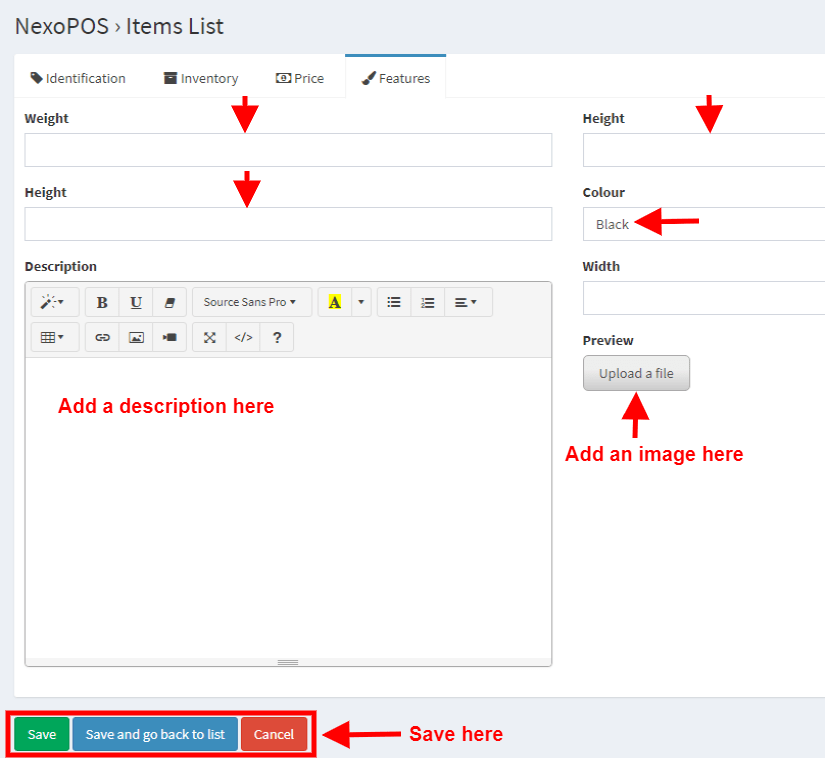 NexoPOS › Items List
Identification
Inventory
Price
Features
Weight
Height
Height
Colour
Black
Description
Width
B U Source Sans Pro A
</> ?
Preview
Upload a file
Add a description here
Add an image here
Save
Save and go back to list
Cancel
Save here